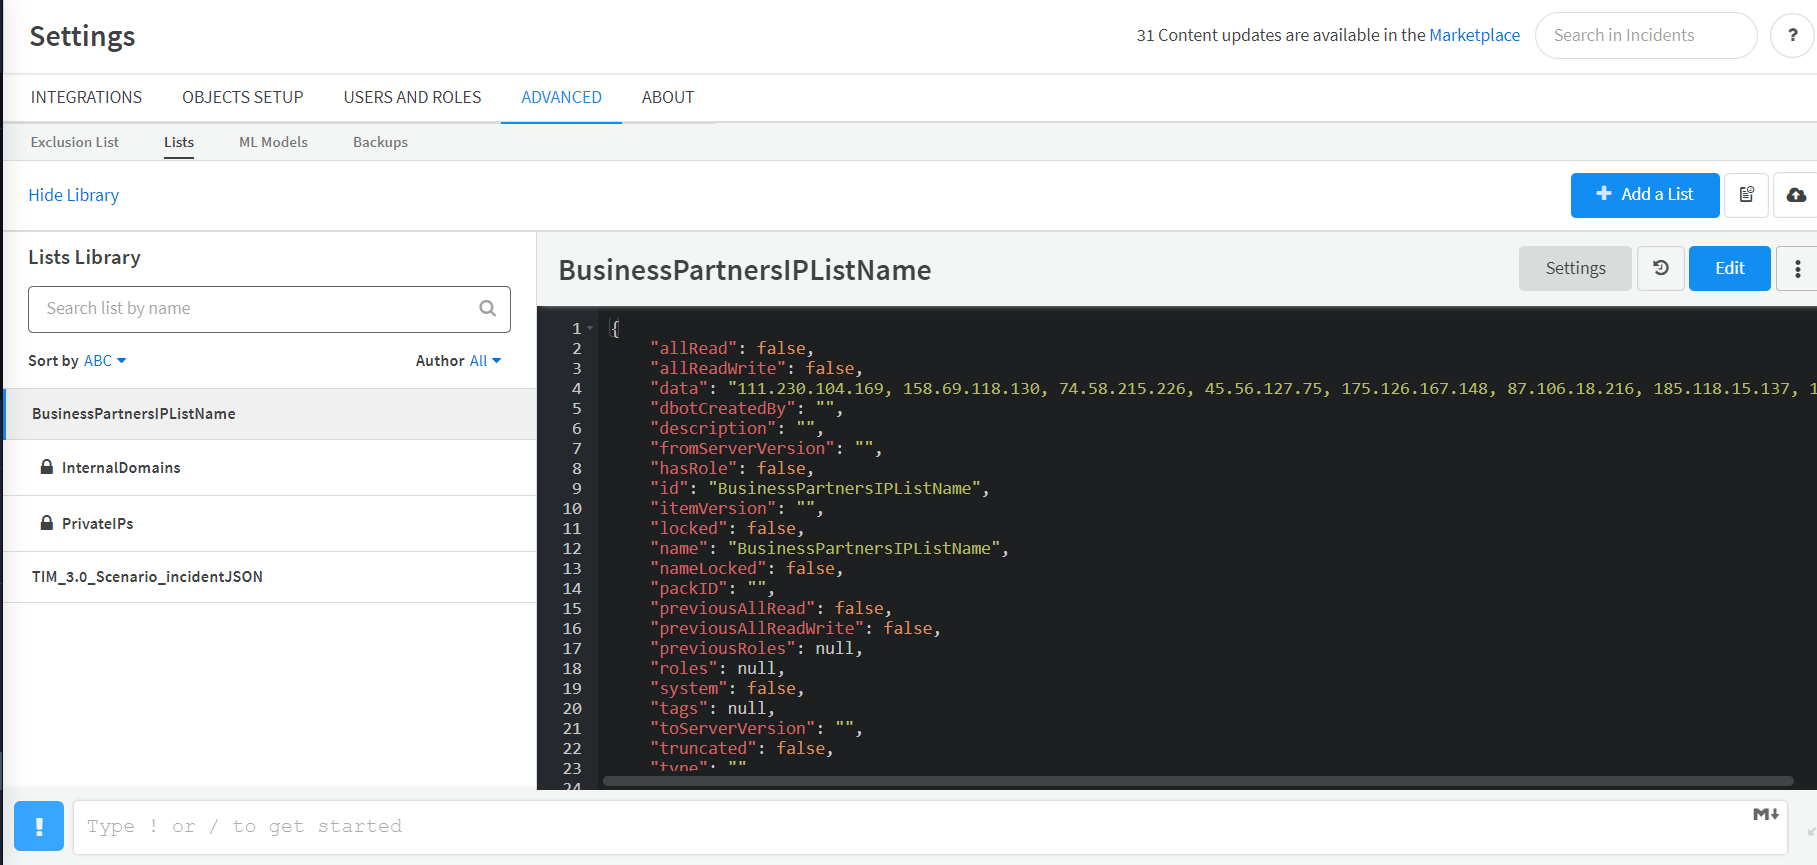 Settings
31 Content updates are available in the Marketplace
Search in Incidents
?
INTEGRATIONS OBJECTS SETUP USERS AND ROLES ADVANCED ABOUT
Exclusion List Lists ML Models Backups
Hide Library
+ Add a List
Lists Library
Search list by name
Sort by ABC Author All
BusinessPartnersIPListName
InternalDomains
PrivateIPs
TIM_3.0_Scenario_incidentJSON
BusinessPartnersIPListName
Settings
Edit
1 {
2 "allRead": false,
3 "allReadWrite": false,
4 "data": "111.230.104.169, 158.69.118.130, 74.58.215.226, 45.56.127.75, 175.126.167.148, 87.106.18.216, 185.118.15.137, 1
5 "dbotCreatedBy": "",
6 "description": "",
7 "fromServerVersion": "",
8 "hasRole": false,
9 "id": "BusinessPartnersIPListName",
10 "itemVersion": "",
11 "locked": false,
12 "name": "BusinessPartnersIPListName",
13 "nameLocked": false,
14 "packID": "",
15 "previousAllRead": false,
16 "previousAllReadWrite": false,
17 "previousRoles": null,
18 "roles": null,
19 "system": false,
20 "tags": null,
21 "toServerVersion": "",
22 "truncated": false,
23 "type": ""
24
!
Type ! or / to get started
M